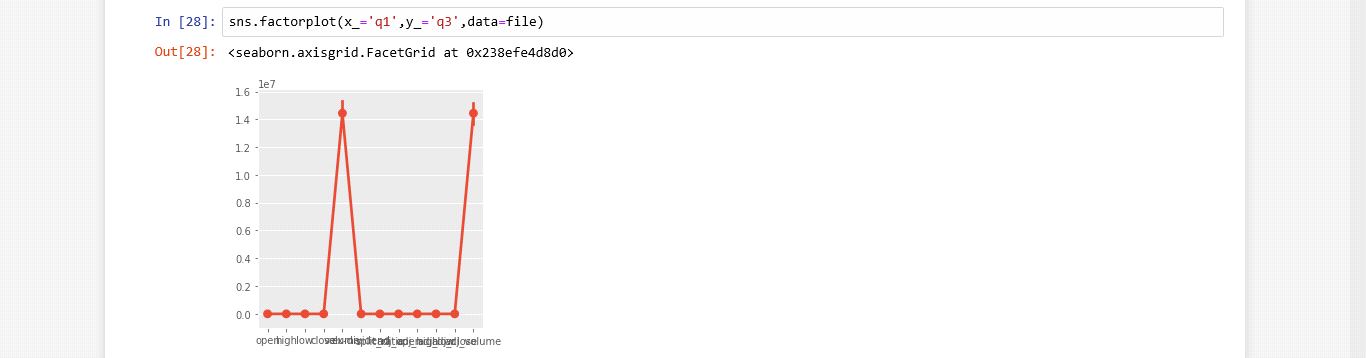 In [28]: sns.factorplot(x_='q1',y_='q3',data=file)
Out[28]: <seaborn.axisgrid.FacetGrid at 0x238efe4d8d0>
1e7
1.6
1.4
1.2
1.0
0.8
0.6
0.4
0.2
0.0
open high low close volume